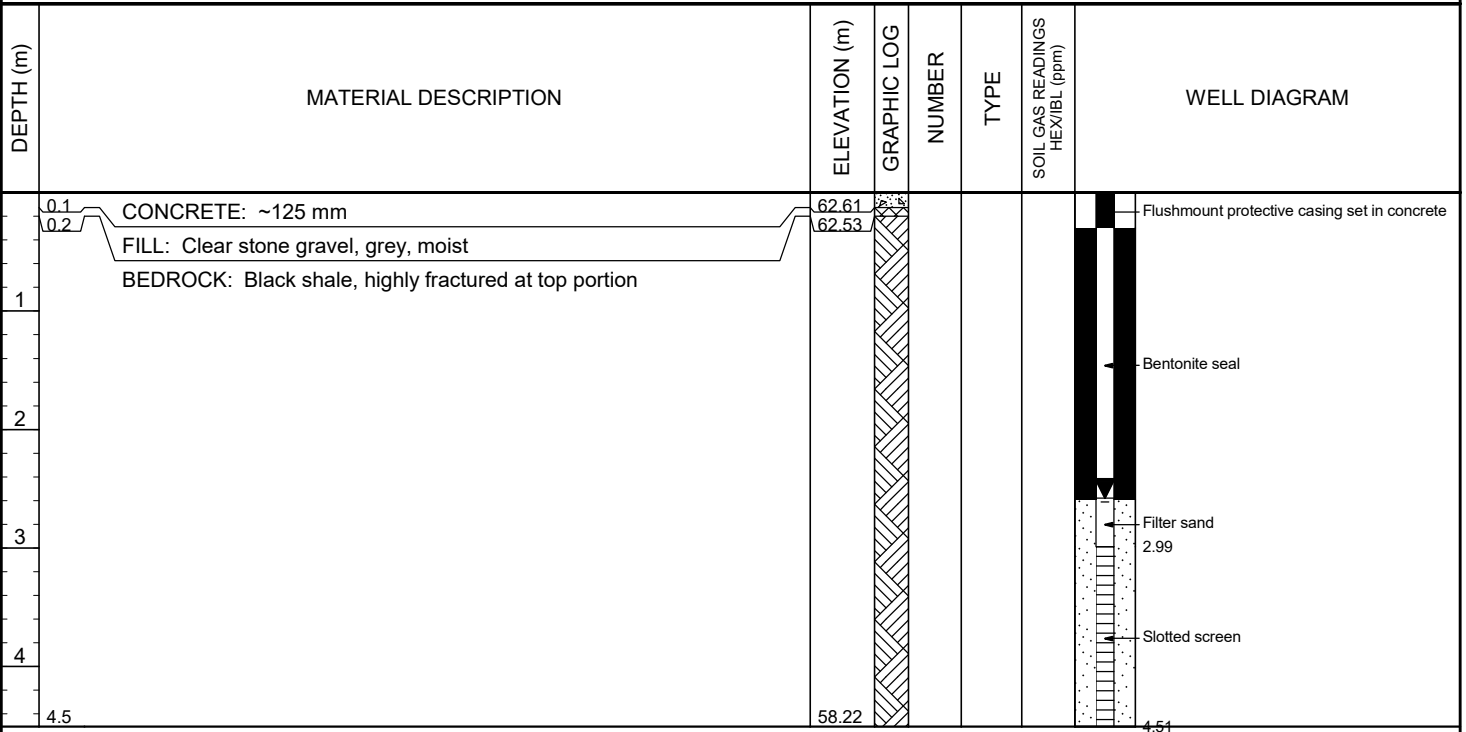 DEPTH (m)
MATERIAL DESCRIPTION
ELEVATION (m)
GRAPHIC LOG
NUMBER
TYPE
SOIL GAS READINGS
HEX/IBL (ppm)
WELL DIAGRAM
0.1 CONCRETE: ~125 mm 62.61
0.2 62.53
FILL: Clear stone gravel, grey, moist
BEDROCK: Black shale, highly fractured at top portion
Flushmount protective casing set in concrete
1
Bentonite seal
2
Filter sand
3
2.99
Slotted screen
4
4.5 58.22
4.51